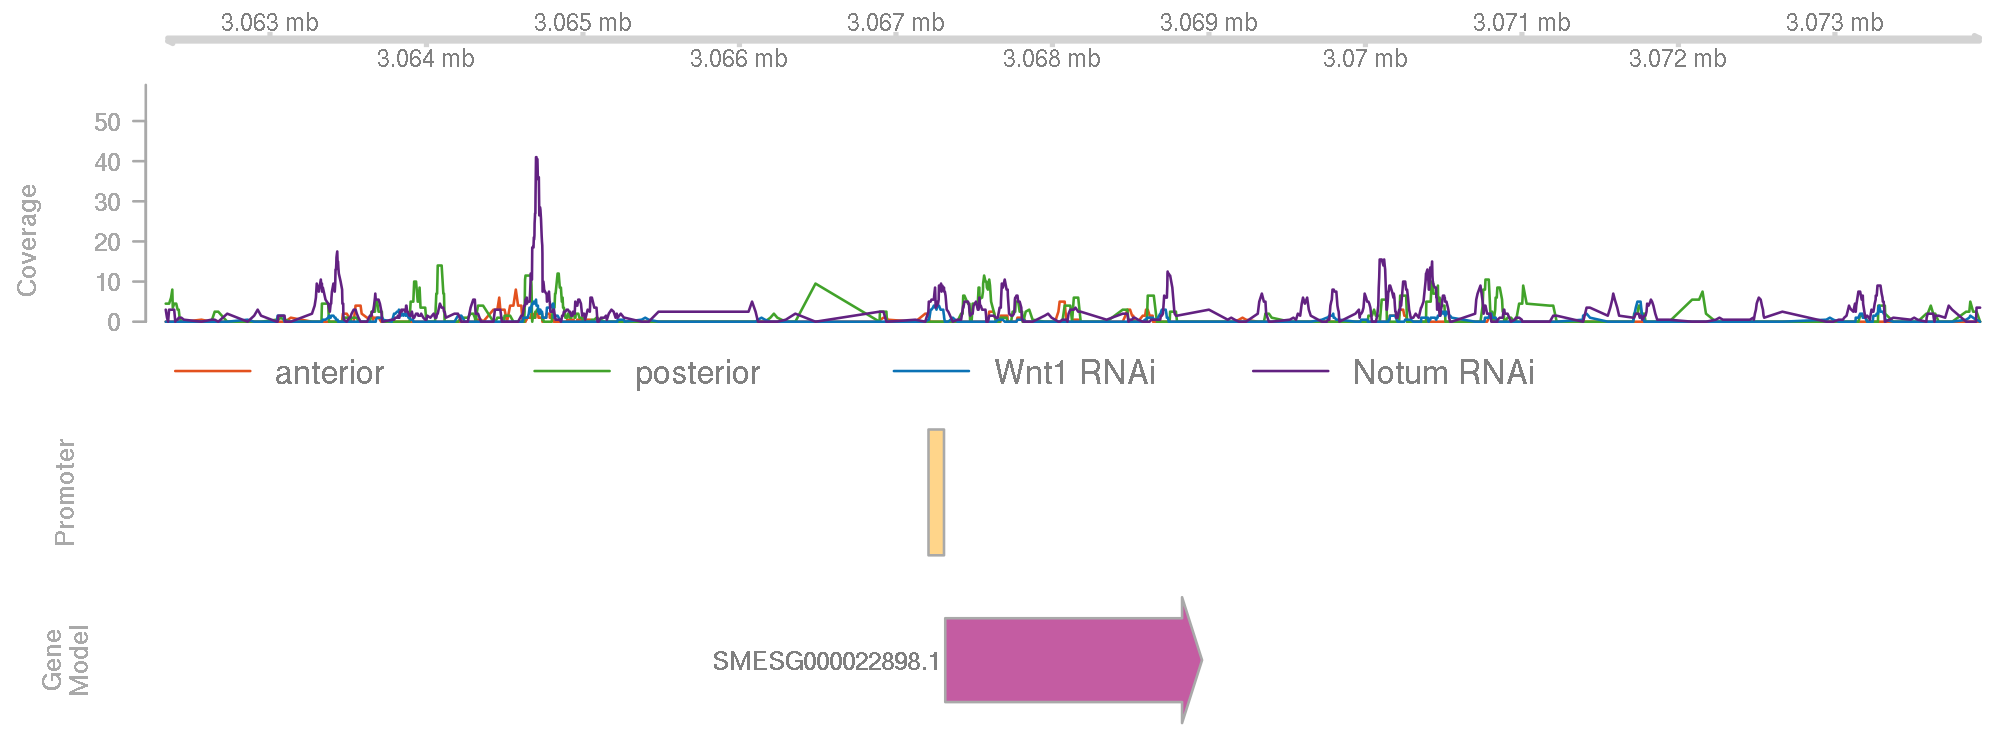 3.063 mb 3.065 mb 3.067 mb 3.069 mb 3.071 mb 3.073 mb
3.064 mb 3.066 mb 3.068 mb 3.07 mb 3.072 mb
Coverage
50
40
30
20
10
0
anterior posterior Wnt1 RNAi Notum RNAi
Promoter
Gene
Model
SMESG000022898.1